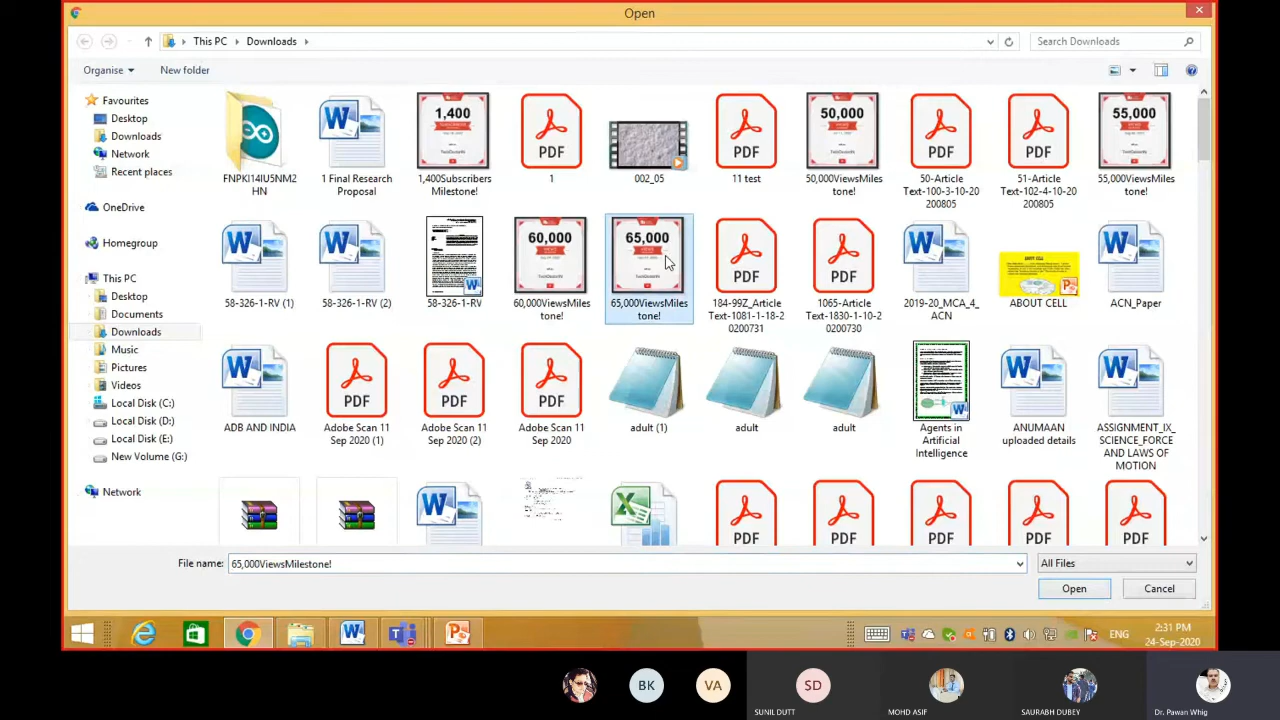 Open
This PC
Downloads
Search Downloads
Organise
New folder
Favourites
Desktop
Downloads
Network
Recent places
OneDrive
Homegroup
This PC
Desktop
Documents
Downloads
Music
Pictures
Videos
Local Disk (C:)
Local Disk (D:)
Local Disk (E:)
New Volume (G:)
Network
FNPKI14IU5NM2
HN
1 Final Research
Proposal
1,400
1,400Subscribers
Milestone!
PDF
1
002_05
PDF
11 test
50,000
50,000ViewsMiles
tone!
PDF
50-Article
Text-100-3-10-20
200805
PDF
51-Article
Text-102-4-10-20
200805
55,000
55,000ViewsMiles
tone!
58-326-1-RV (1)
58-326-1-RV (2)
58-326-1-RV
60,000
60,000ViewsMiles
tone!
65,000
65,000ViewsMiles
tone!
PDF
184-99Z_Article
Text-1081-1-18-2
0200731
PDF
1065-Article
Text-1830-1-10-2
0200730
2019-20_MCA_4_
ACN
ABOUT CELL
ACN_Paper
ADB AND INDIA
PDF
Adobe Scan 11
Sep 2020 (1)
PDF
Adobe Scan 11
Sep 2020 (2)
PDF
Adobe Scan 11
Sep 2020
adult (1)
adult
adult
Agents in
Artificial
Intelligence
ANUMAAN
uploaded details
ASSIGNMENT_IX_
SCIENCE_FORCE
AND LAWS OF
MOTION
PDF
PDF
PDF
PDF
PDF
File name:
65,000ViewsMilestone!
All Files
Open
Cancel
ENG
2:31 PM
24-Sep-2020
BK
VA
SD
SUNIL DUTT
MOHD ASIF
SAURABH DUBEY
Dr. Pawan Whig